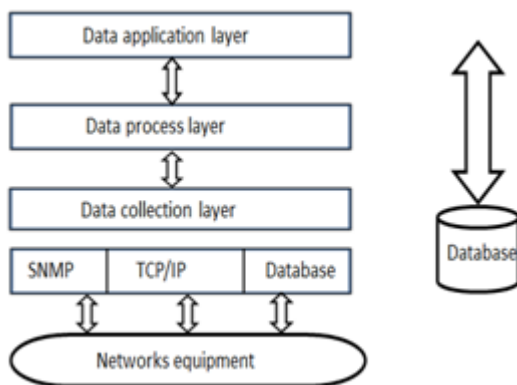 Data application layer
Data process layer
Data collection layer
SNMP TCP/IP Database
Networks equipment
Database